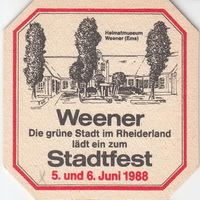 Heimatmuseum
Weener (Ems)
Weener
Die grüne Stadt im Rheiderland
lädt ein zum
Stadtfest
5. und 6. Juni 1988